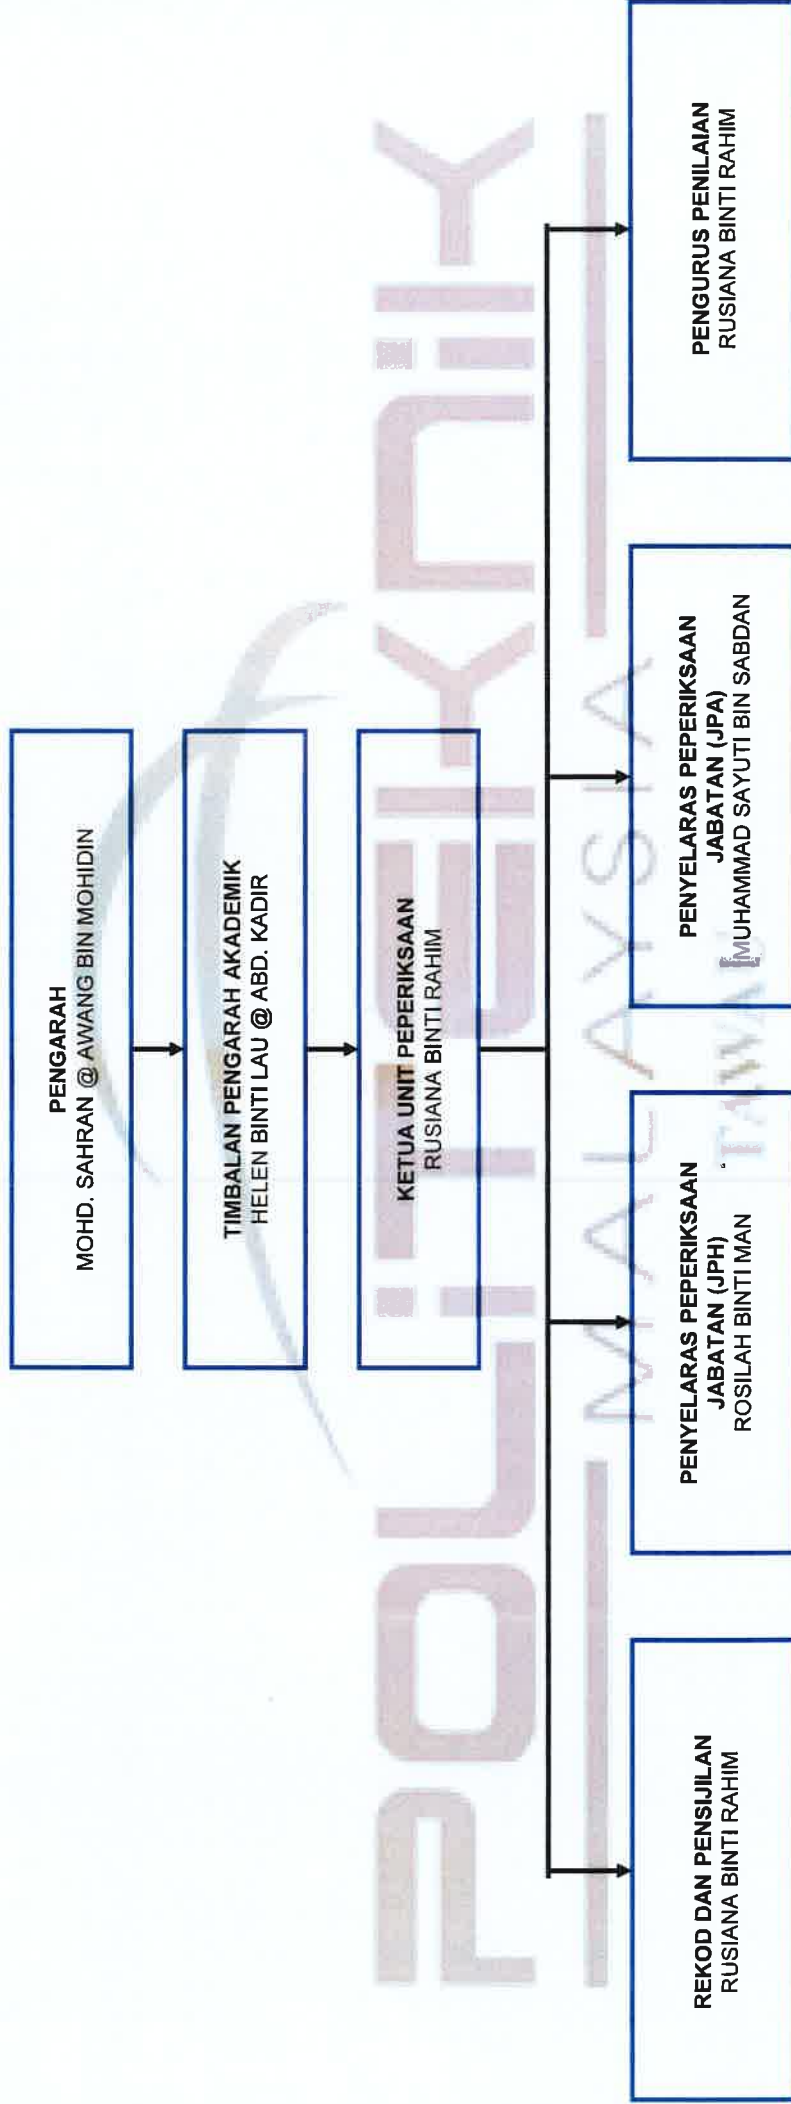 PENGARAH
MOHD. SAHRAN @ AWANG BIN MOHIDIN
TIMBALAN PENGARAH AKADEMIK
HELEN BINTI LAU @ ABD. KADIR
KETUA UNIT PEPERIKSAAN
RUSIANA BINTI RAHIM
POLiTEKNiK
MALAYSIA
TAWAU
REKOD DAN PENSIJILAN
RUSIANA BINTI RAHIM
PENYELARAS PEPERIKSAAN
JABATAN (JPH)
ROSILAH BINTI MAN
PENYELARAS PEPERIKSAAN
JABATAN (JPA)
MUHAMMAD SAYUTI BIN SABDAN
PENGURUS PENILAIAN
RUSIANA BINTI RAHIM